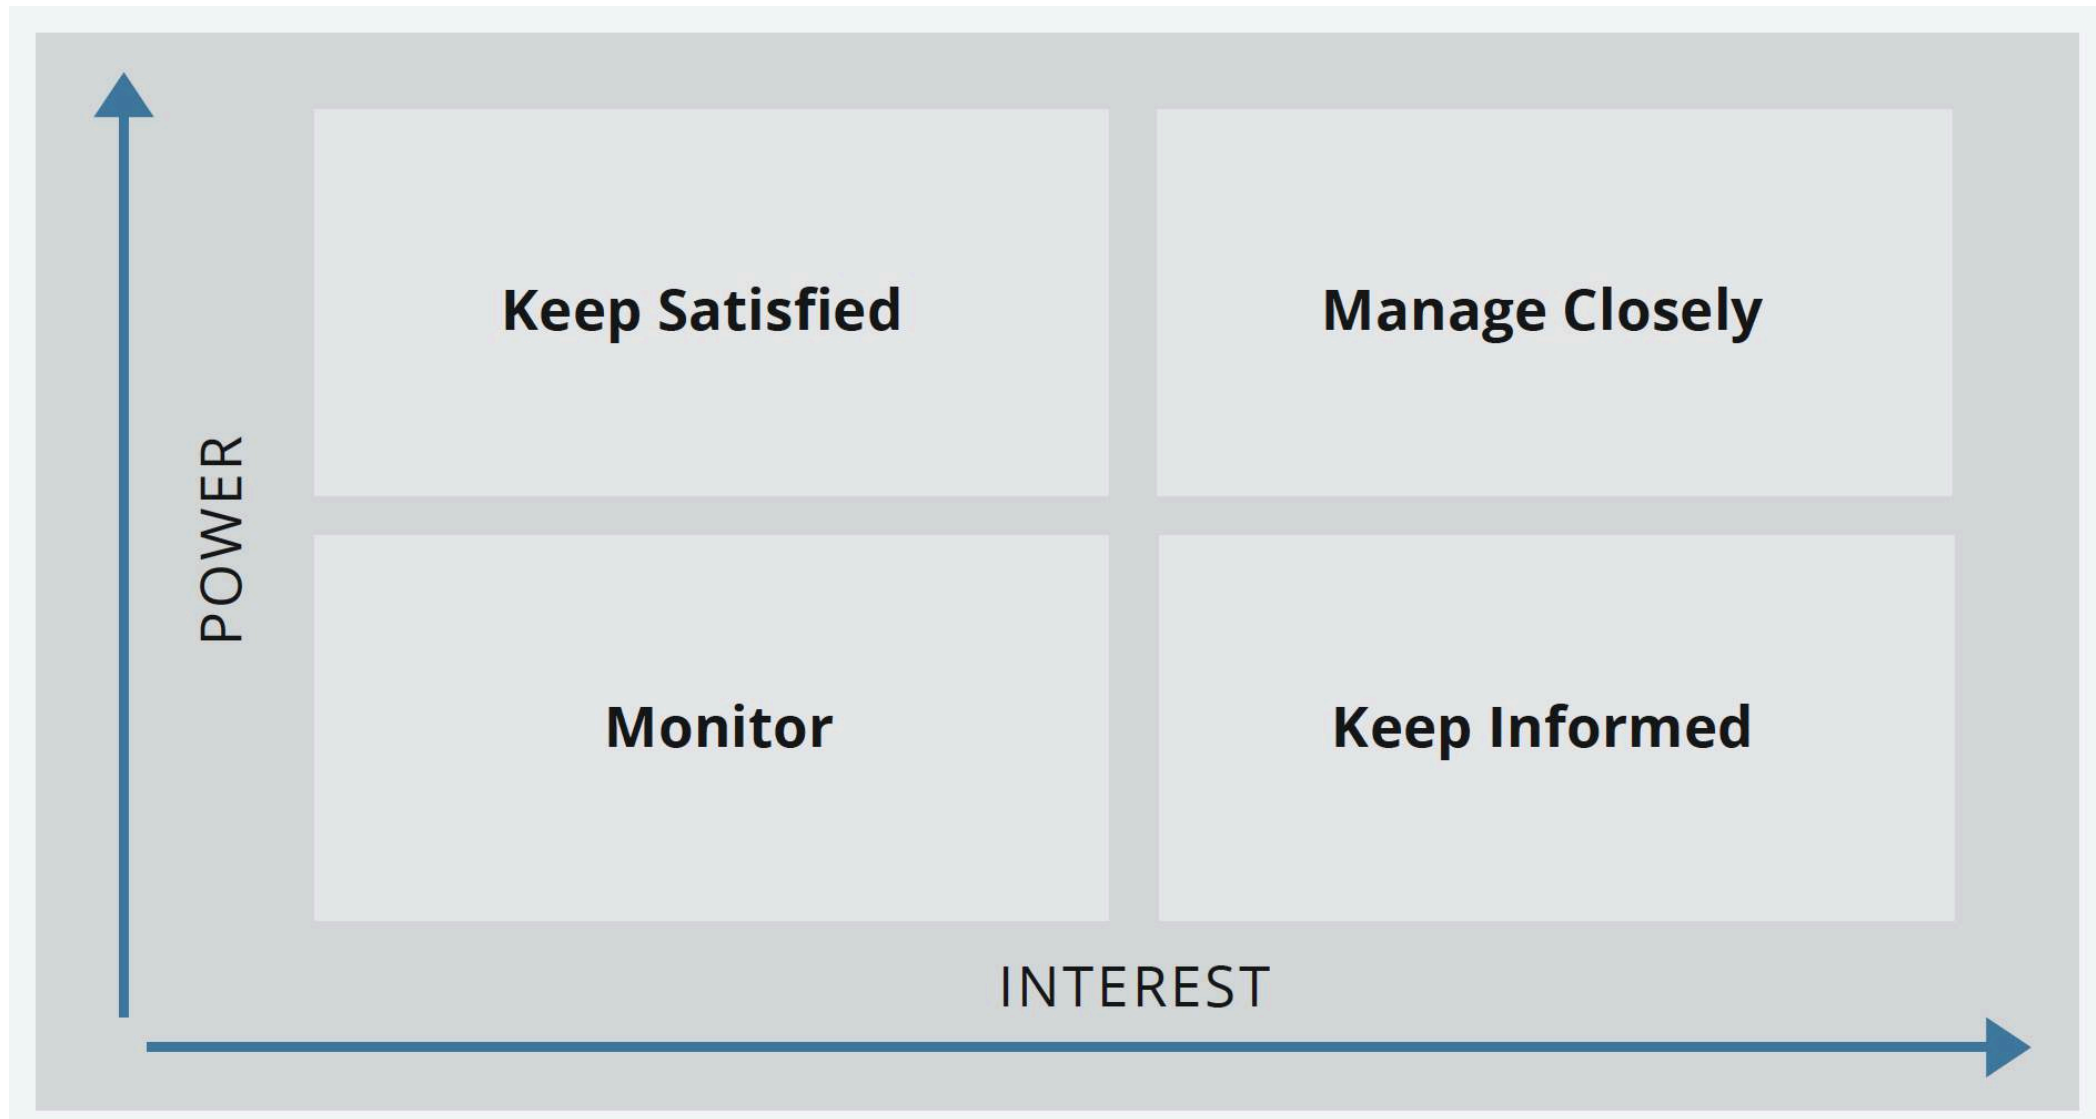 Keep Satisfied
Manage Closely
POWER
Monitor
Keep Informed
INTEREST